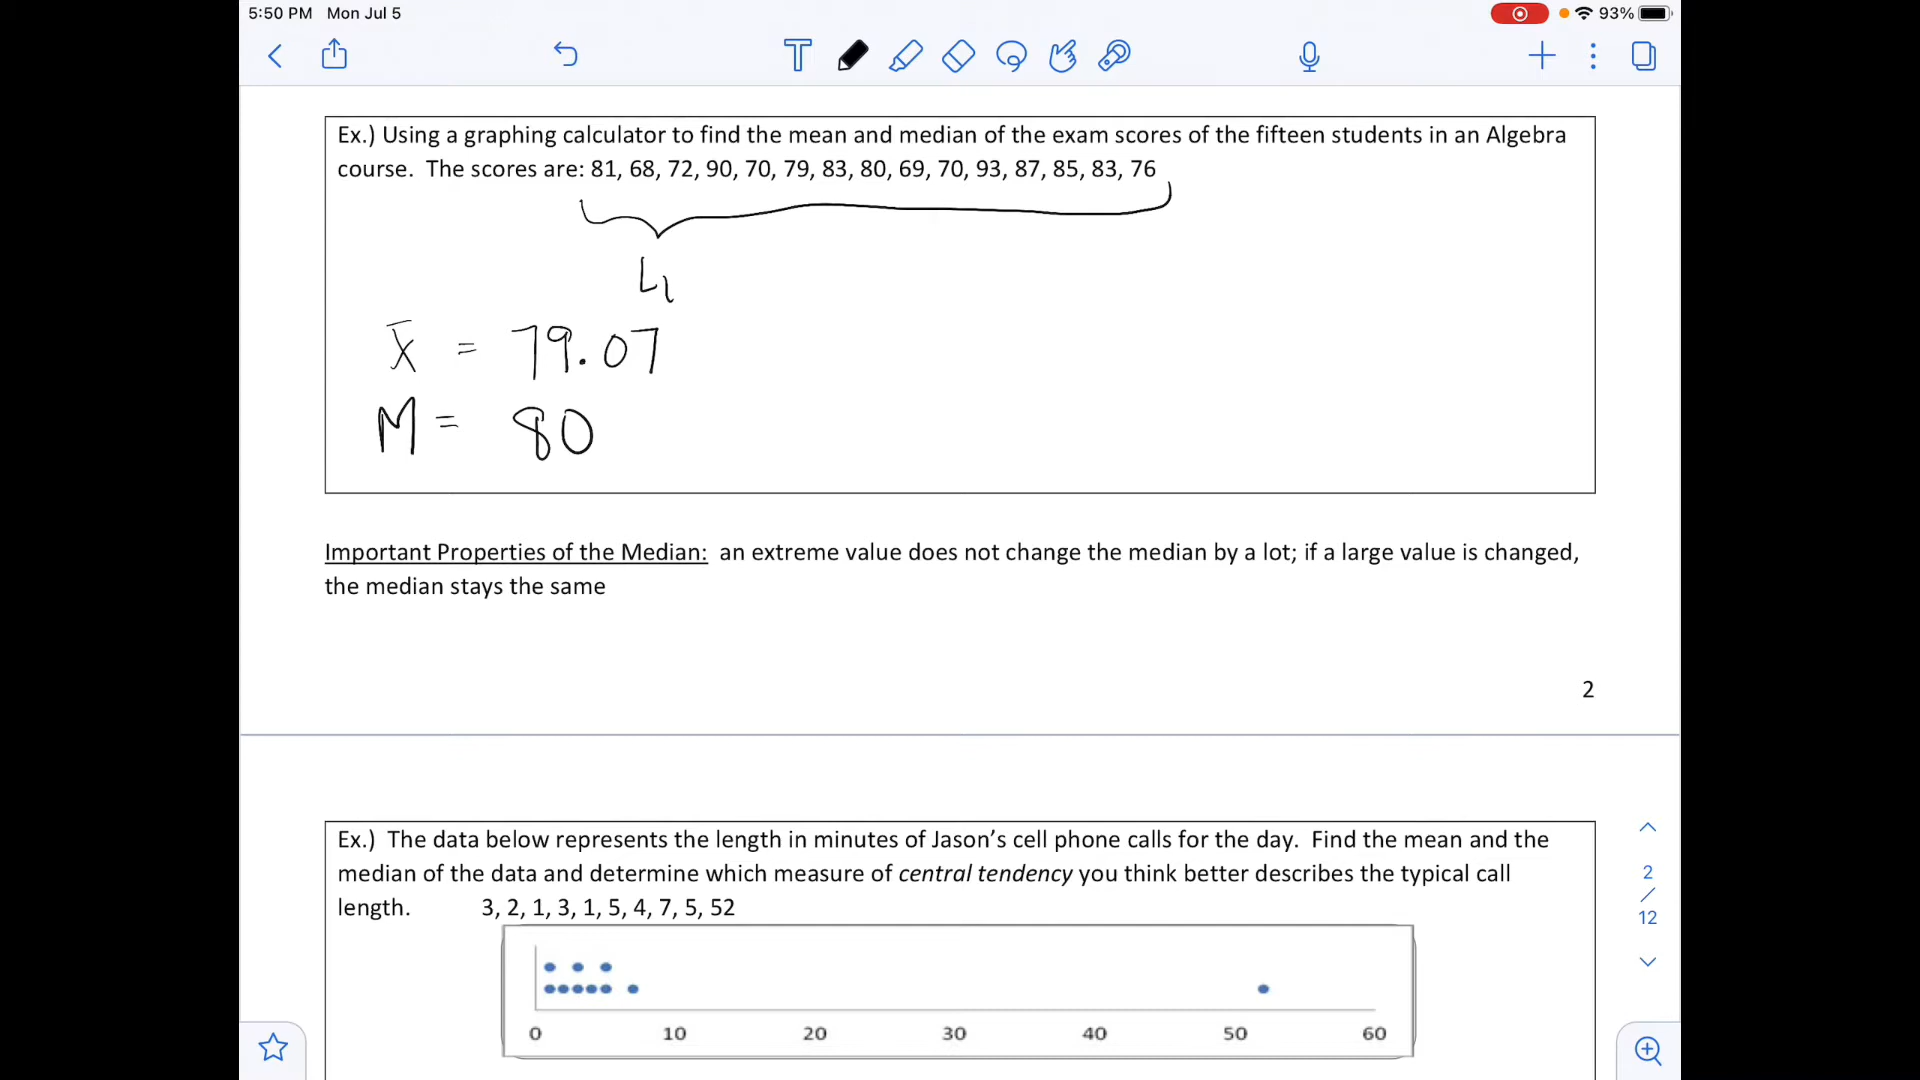 5:50 PM Mon Jul 5
93%
T
Ex.) Using a graphing calculator to find the mean and median of the exam scores of the fifteen students in an Algebra
course. The scores are: 81, 68, 72, 90, 70, 79, 83, 80, 69, 70, 93, 87, 85, 83, 76
L1
x̄ = 79.07
M = 80
Important Properties of the Median: an extreme value does not change the median by a lot; if a large value is changed,
the median stays the same
2
Ex.) The data below represents the length in minutes of Jason’s cell phone calls for the day. Find the mean and the
median of the data and determine which measure of central tendency you think better describes the typical call
length. 3, 2, 1, 3, 1, 5, 4, 7, 5, 52
0 10 20 30 40 50 60
2
/
12